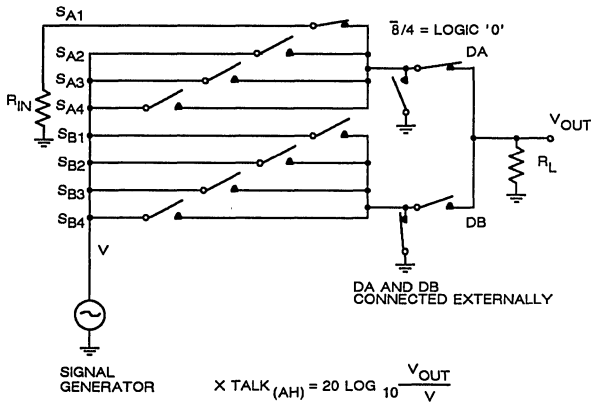 SA1
8̅/4 = LOGIC '0'
SA2
DA
SA3
RIN
SA4
VOUT
SB1
RL
SB2
SB3
SB4
DB
V
DA AND DB
CONNECTED EXTERNALLY
SIGNAL
GENERATOR
X TALK(AH) = 20 LOG 10 VOUT/V